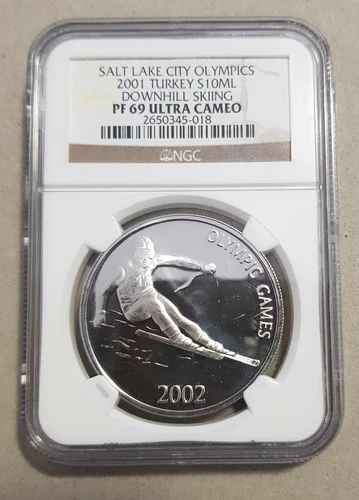 SALT LAKE CITY OLYMPICS
2001 TURKEY S10ML
DOWNHILL SKIING
PF 69 ULTRA CAMEO
2650345-018
NGC
OLYMPIC GAMES
2002